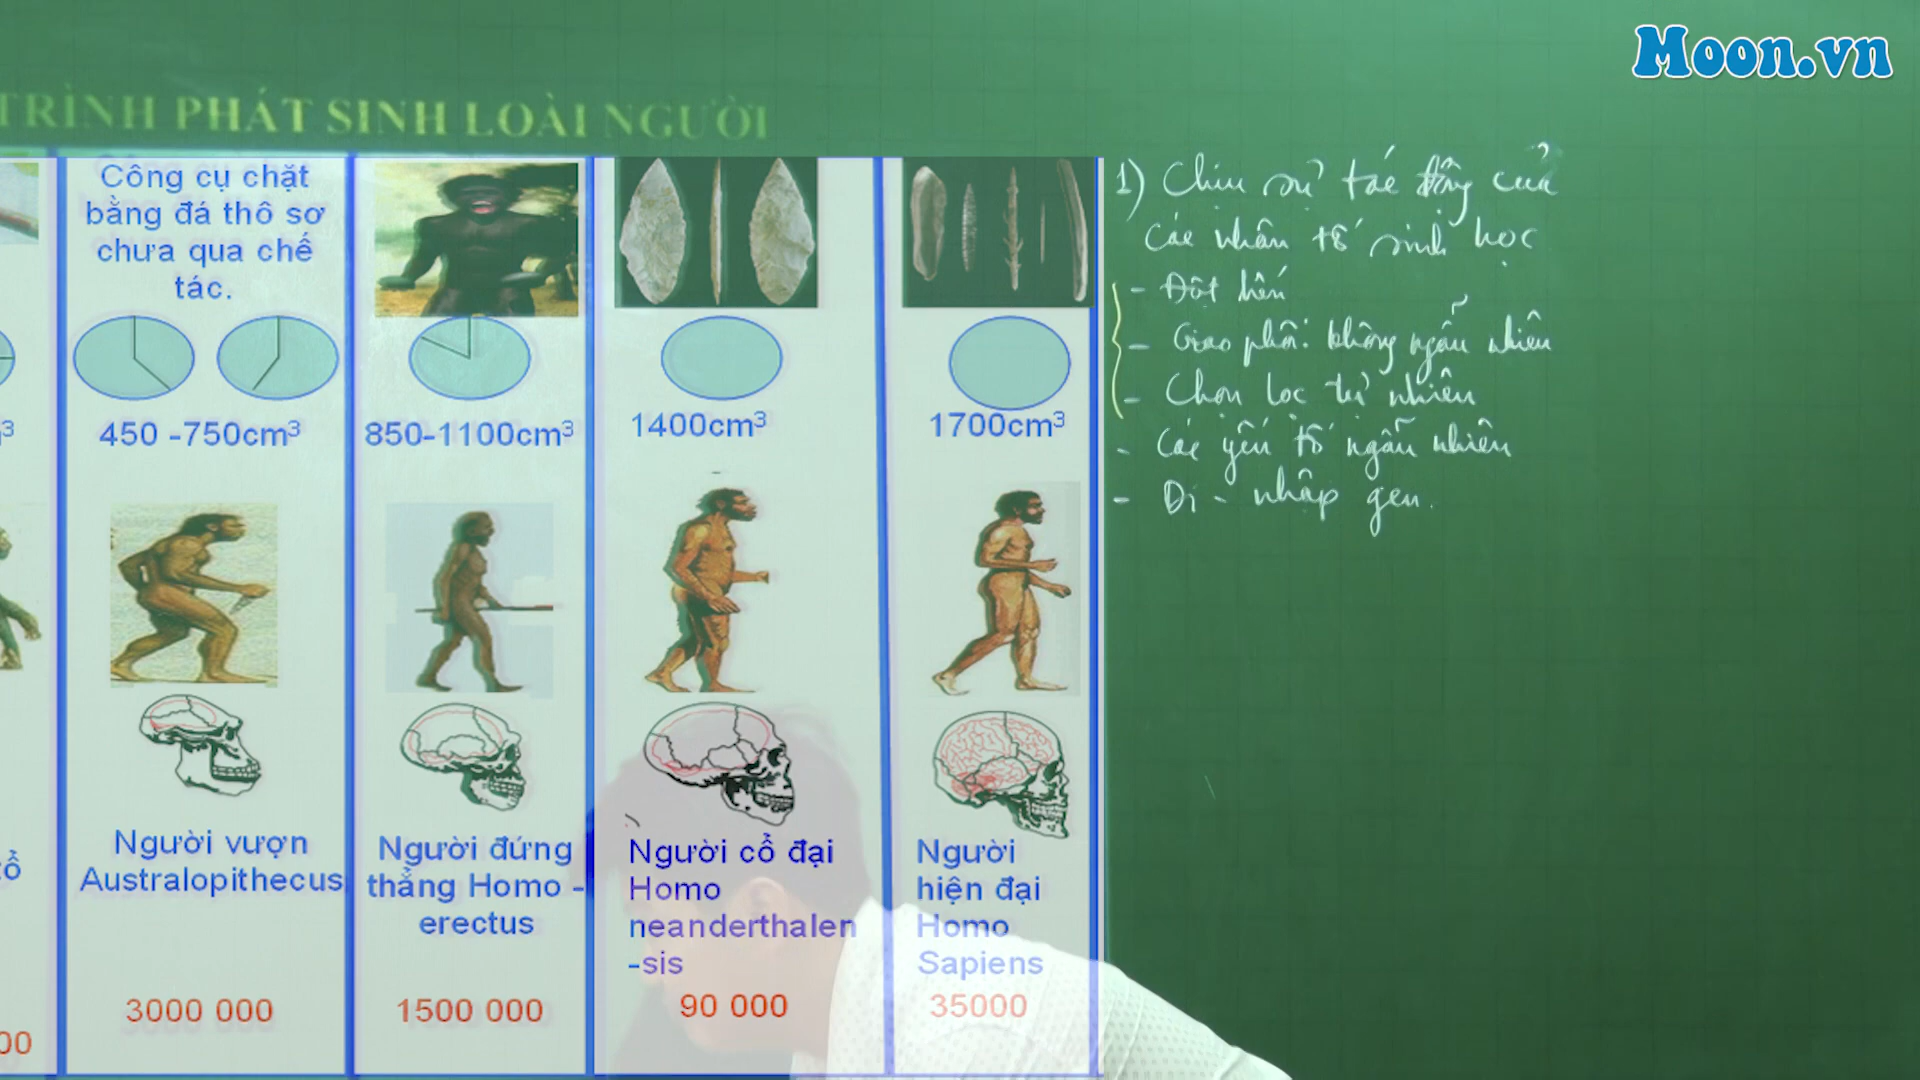 Moon.vn
TRÌNH PHÁT SINH LOÀI NGƯỜI
Công cụ chặt
bằng đá thô sơ
chưa qua chế
tác.
450 -750cm³
850-1100cm³
1400cm³
1700cm³
Người vượn
Australopithecus
3000 000
Người đứng
thẳng Homo -
erectus
1500 000
Người cổ đại
Homo
neanderthalen
-sis
90 000
Người
hiện đại
Homo
Sapiens
35000
1) Chịu sự tác động của
các nhân tố sinh học
- Đột biến
- Giao phối không ngẫu nhiên
- Chọn lọc tự nhiên
- Các yếu tố ngẫu nhiên
- Di - nhập gen.